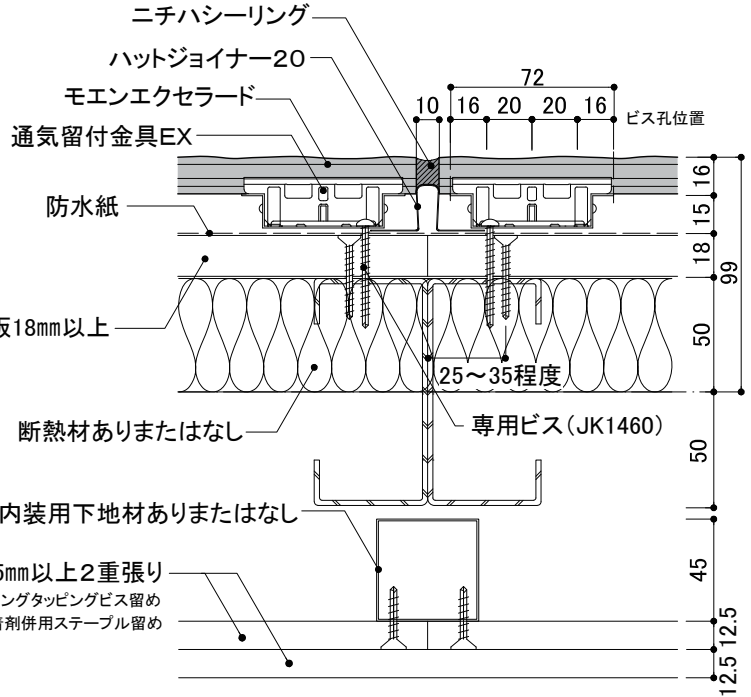 ニチハシーリング
ハットジョイナー20
モエンエクセラード
通気留付金具EX
防水紙
板18mm以上
断熱材ありまたはなし
内装用下地材ありまたはなし
5mm以上2重張り
ングタッピングビス留め
着剤併用ステープル留め
72
10 16 20 20 16
ビス孔位置
16
15
18
99
50
25～35程度
専用ビス(JK1460)
50
45
12.5
12.5